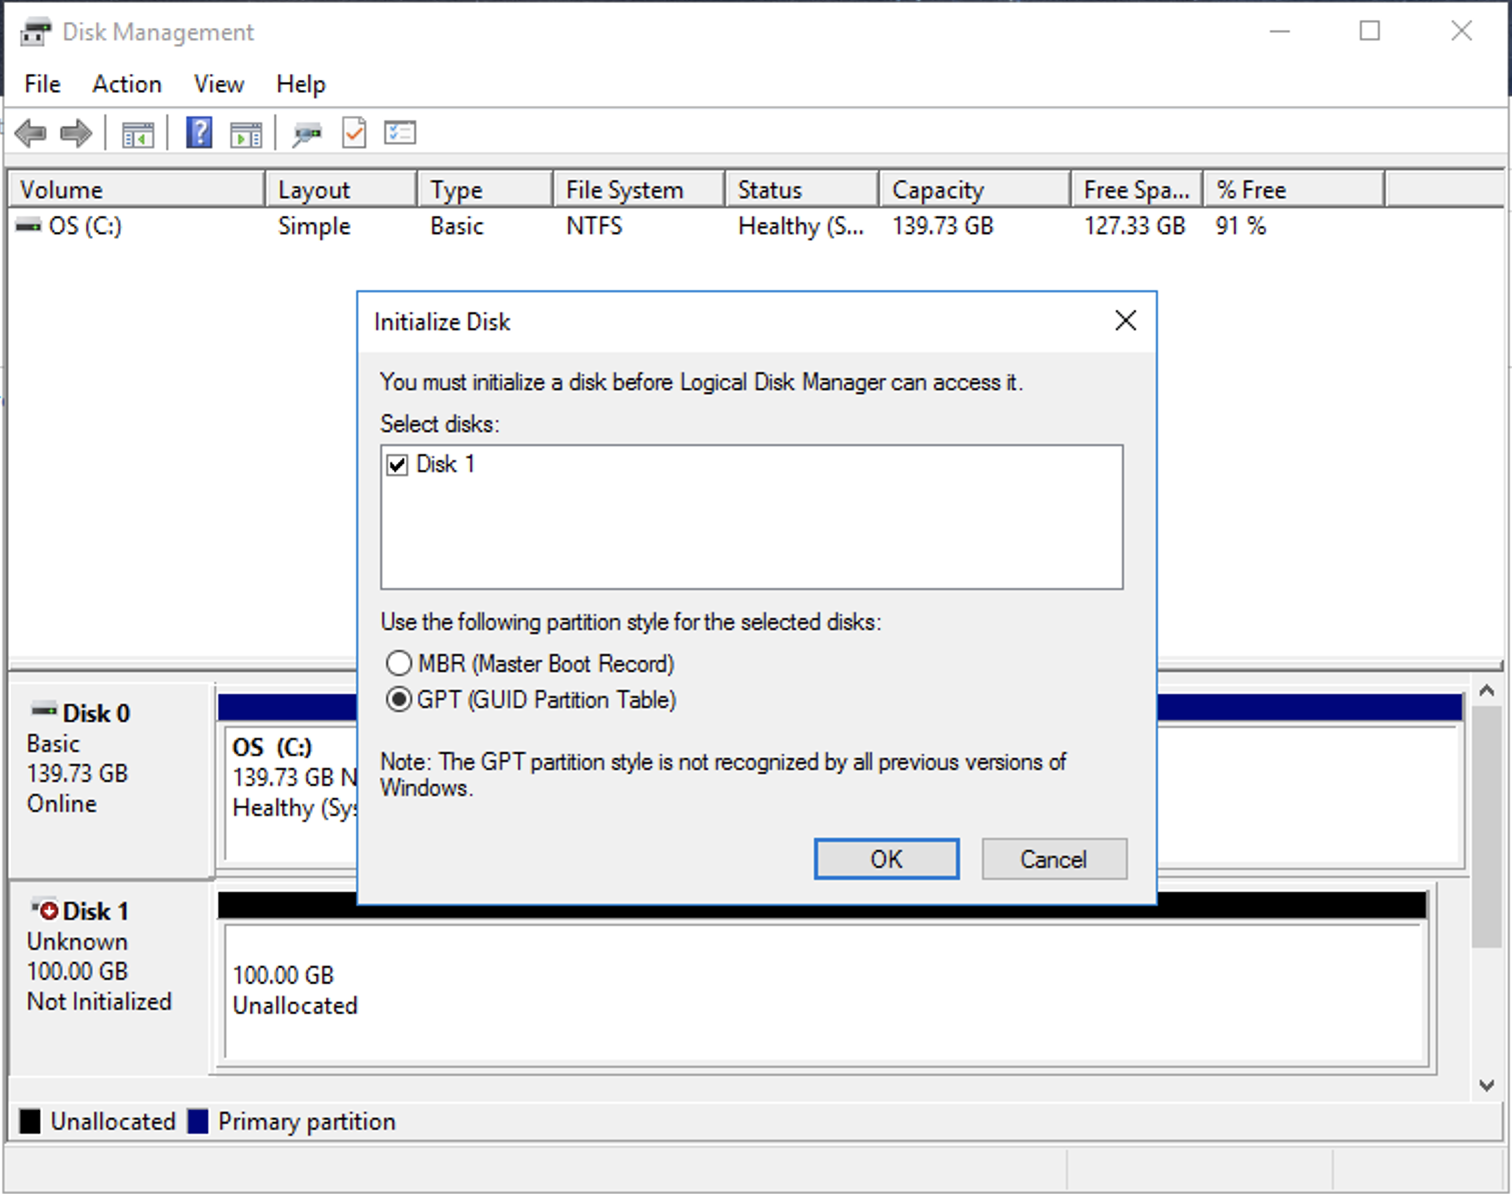 Disk Management
File Action View Help
Volume Layout Type File System Status Capacity Free Spa... % Free
OS (C:) Simple Basic NTFS Healthy (S... 139.73 GB 127.33 GB 91 %
Initialize Disk
You must initialize a disk before Logical Disk Manager can access it.
Select disks:
Disk 1
Use the following partition style for the selected disks:
MBR (Master Boot Record)
GPT (GUID Partition Table)
Note: The GPT partition style is not recognized by all previous versions of
Windows.
OK Cancel
Disk 0
Basic
139.73 GB
Online
OS (C:)
139.73 GB N
Healthy (Sys
Disk 1
Unknown
100.00 GB
Not Initialized
100.00 GB
Unallocated
Unallocated Primary partition